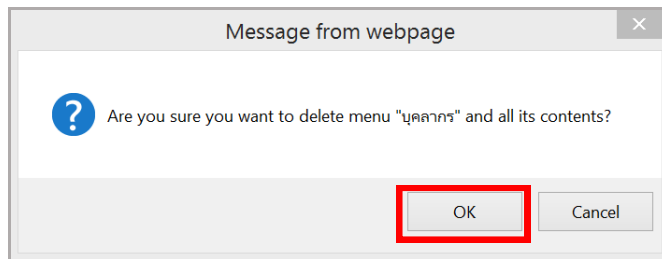 Message from webpage
Are you sure you want to delete menu "บุคลากร" and all its contents?
OK
Cancel